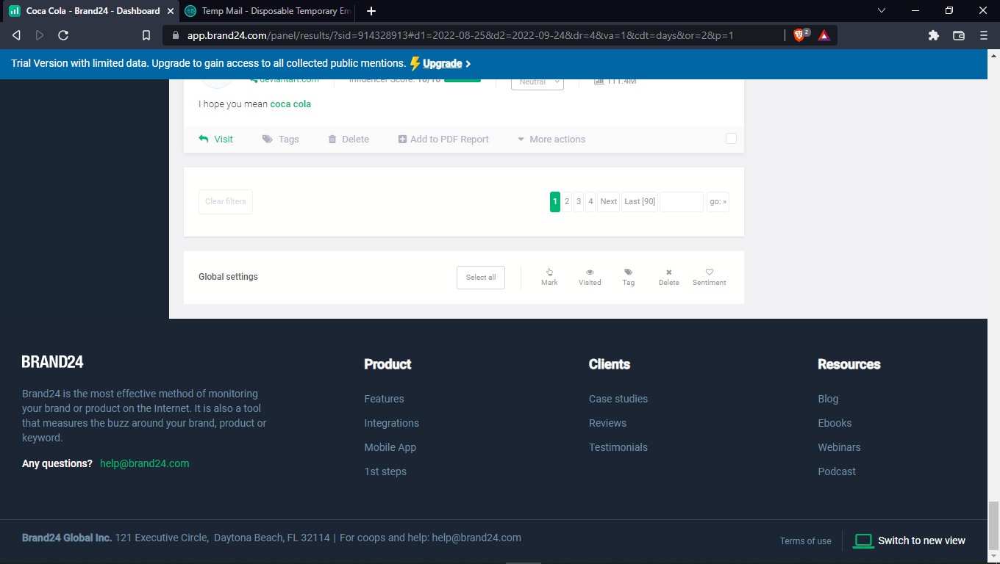 Coca Cola - Brand24 - Dashboard
Temp Mail - Disposable Temporary Em
app.brand24.com/panel/results/?sid=914328913#d1=2022-08-25&d2=2022-09-24&dr=4&va=1&cdt=days&or=2&p=1
2
Trial Version with limited data. Upgrade to gain access to all collected public mentions. Upgrade
deviantart.com
Influencer Score: 10/10
Neutral
111.4M
I hope you mean coca cola
Visit
Tags
Delete
Add to PDF Report
More actions
Clear filters
1 2 3 4 Next Last [90] go: »
Global settings
Select all
Mark
Visited
Tag
Delete
Sentiment
BRAND24
Brand24 is the most effective method of monitoring
your brand or product on the Internet. It is also a tool
that measures the buzz around your brand, product or
keyword.
Any questions? help@brand24.com
Product
Features
Integrations
Mobile App
1st steps
Clients
Case studies
Reviews
Testimonials
Resources
Blog
Ebooks
Webinars
Podcast
Brand24 Global Inc. 121 Executive Circle, Daytona Beach, FL 32114 | For coops and help: help@brand24.com
Terms of use
Switch to new view